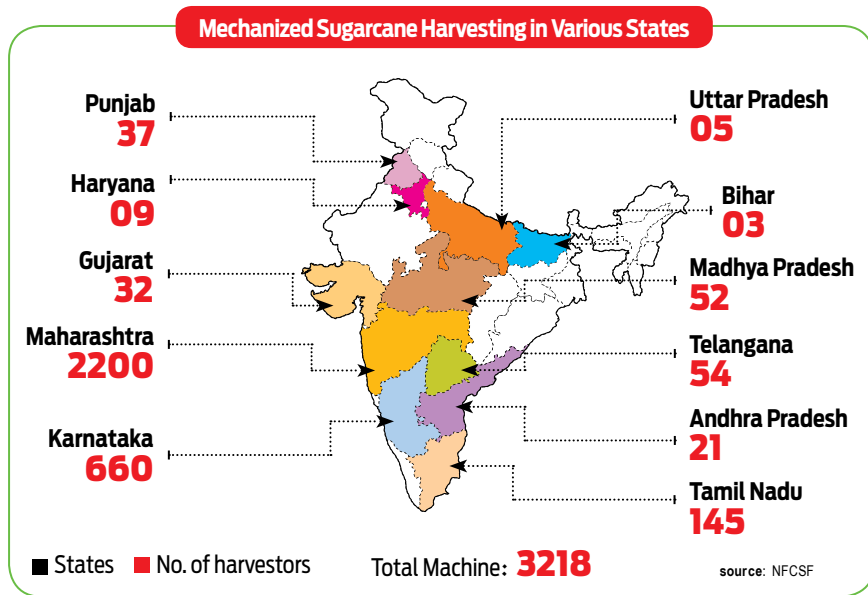 Mechanized Sugarcane Harvesting in Various States
Punjab
37
Haryana
09
Gujarat
32
Maharashtra
2200
Karnataka
660
Uttar Pradesh
05
Bihar
03
Madhya Pradesh
52
Telangana
54
Andhra Pradesh
21
Tamil Nadu
145
States No. of harvestors Total Machine: 3218 source: NFCSF